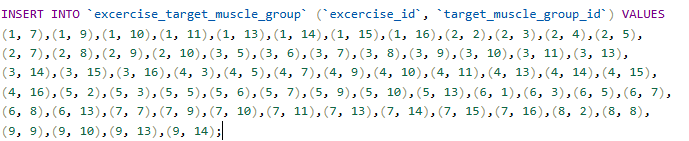 INSERT INTO `excercise_target_muscle_group` (`excercise_id`, `target_muscle_group_id`) VALUES
(1, 7),(1, 9),(1, 10),(1, 11),(1, 13),(1, 14),(1, 15),(1, 16),(2, 2),(2, 3),(2, 4),(2, 5),
(2, 7),(2, 8),(2, 9),(2, 10),(3, 5),(3, 6),(3, 7),(3, 8),(3, 9),(3, 10),(3, 11),(3, 13),
(3, 14),(3, 15),(3, 16),(4, 3),(4, 5),(4, 7),(4, 9),(4, 10),(4, 11),(4, 13),(4, 14),(4, 15),
(4, 16),(5, 2),(5, 3),(5, 5),(5, 6),(5, 7),(5, 9),(5, 10),(5, 13),(6, 1),(6, 3),(6, 5),(6, 7),
(6, 8),(6, 13),(7, 7),(7, 9),(7, 10),(7, 11),(7, 13),(7, 14),(7, 15),(7, 16),(8, 2),(8, 8),
(9, 9),(9, 10),(9, 13),(9, 14);